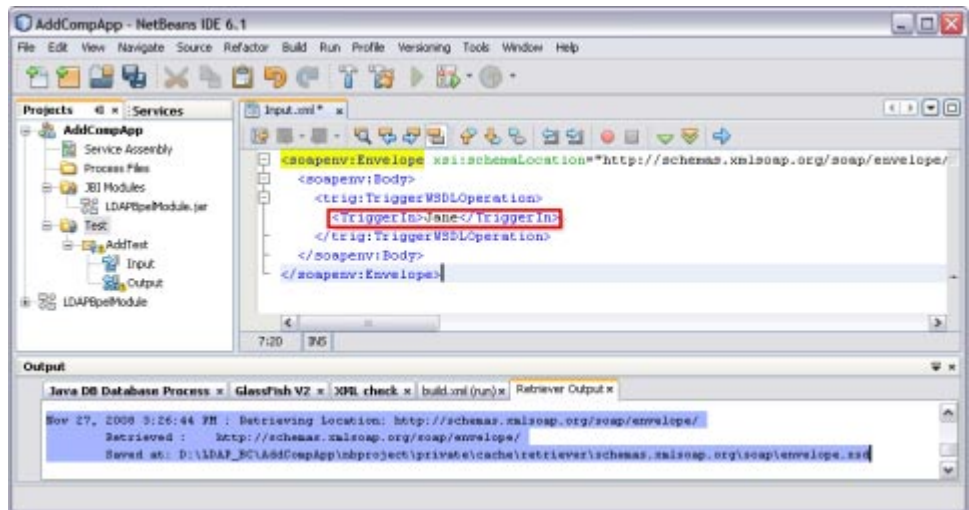 AddCompApp - NetBeans IDE 6.1
File Edit View Navigate Source Refactor Build Run Profile Versioning Tools Window Help
Projects Services
Input.xml *
AddCompApp
Service Assembly
Process Files
JBI Modules
LDAPBpelModule.jar
Test
AddTest
Input
Output
LDAPBpelModule
<soapenv:Envelope xsi:schemaLocation="http://schemas.xmlsoap.org/soap/envelope/
<soapenv:Body>
<trig:TriggerWSDLOperation>
<TriggerIn>Jane</TriggerIn>
</trig:TriggerWSDLOperation>
</soapenv:Body>
</soapenv:Envelope>
7:20 INS
Output
Java DB Database Process x GlassFish V2 x XML check x build.xml (run) x Retriever Output x
Nov 27, 2008 3:26:44 PM : Retrieving Location: http://schemas.xmlsoap.org/soap/envelope/
Retrieved : http://schemas.xmlsoap.org/soap/envelope/
Saved at: D:\LDAP_BC\AddCompApp\nbproject\private\cache\retriever\schemas.xmlsoap.org\soap\envelope.xsd